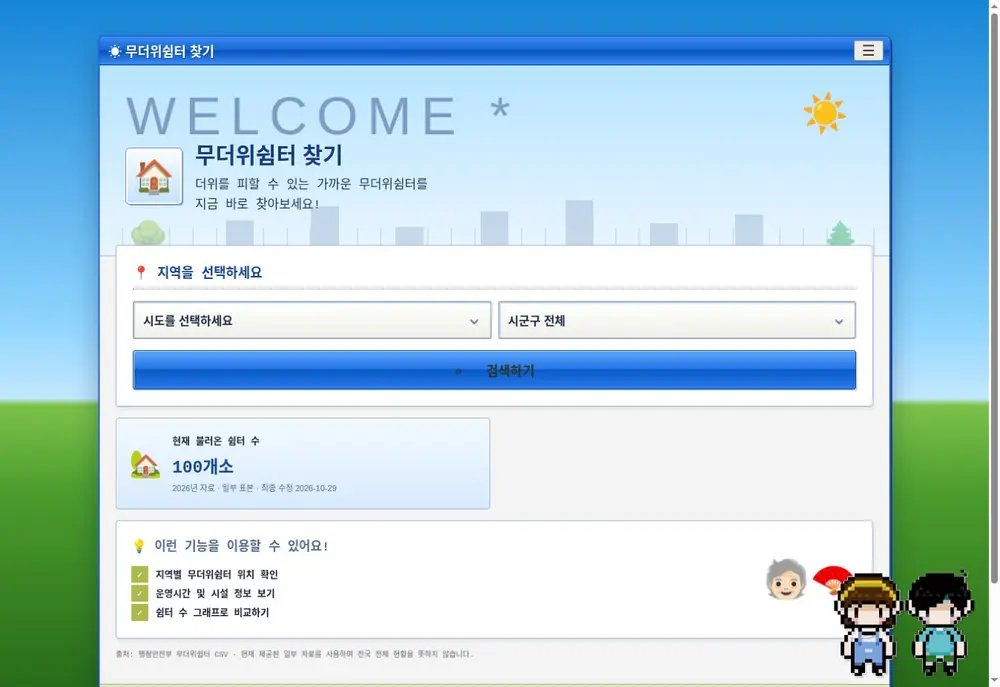 무더위쉼터 찾기
WELCOME *
무더위쉼터 찾기
더위를 피할 수 있는 가까운 무더위쉼터를
지금 바로 찾아보세요!
지역을 선택하세요
시도를 선택하세요
시군구 전체
검색하기
현재 불러온 쉼터 수
100개소
2026년 자료 · 일부 표본 · 최종 수정 2026-10-29
이런 기능을 이용할 수 있어요!
지역별 무더위쉼터 위치 확인
운영시간 및 시설 정보 보기
쉼터 수 그래프로 비교하기
출처: 행정안전부 무더위쉼터 CSV · 현재 제공된 일부 자료를 사용하며 전국 전체 현황을 뜻하지 않습니다.